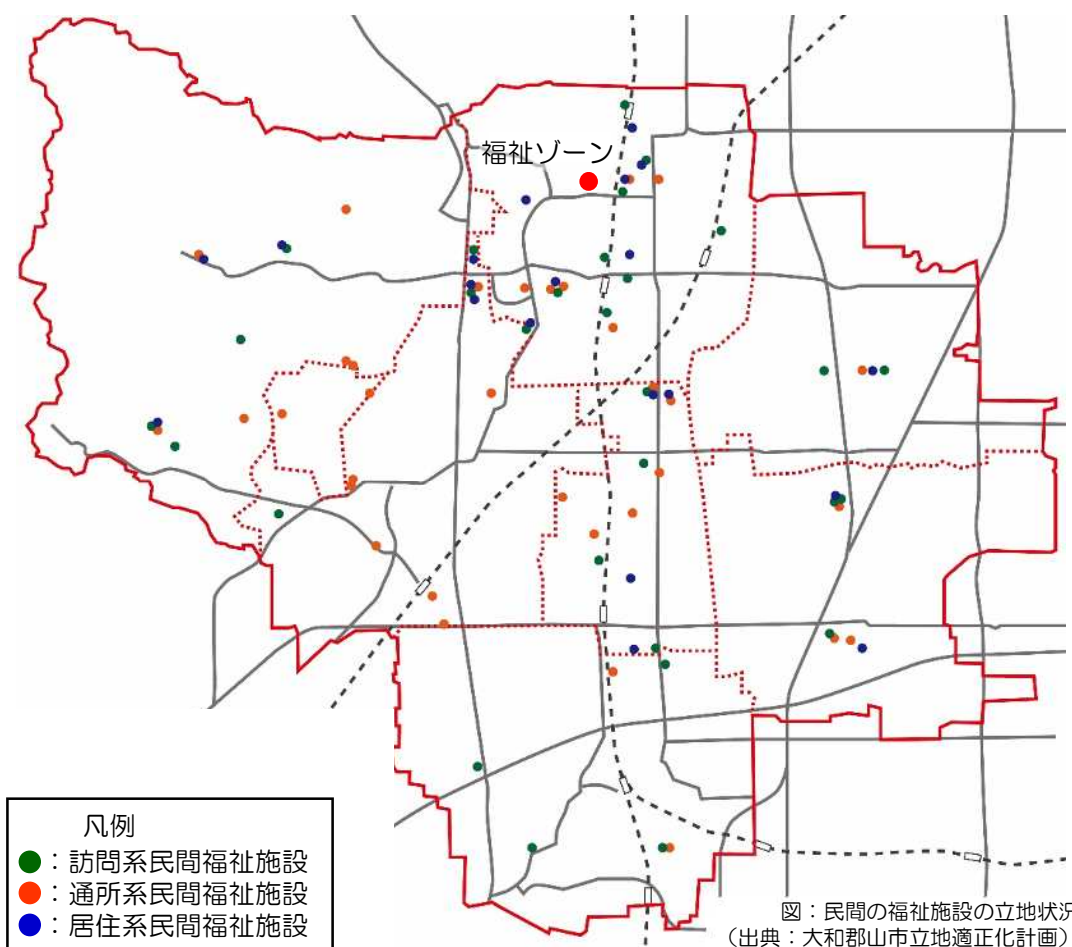 福祉ゾーン
凡例
：訪問系民間福祉施設
：通所系民間福祉施設
：居住系民間福祉施設
図：民間の福祉施設の立地状況
（出典：大和郡山市立地適正化計画）